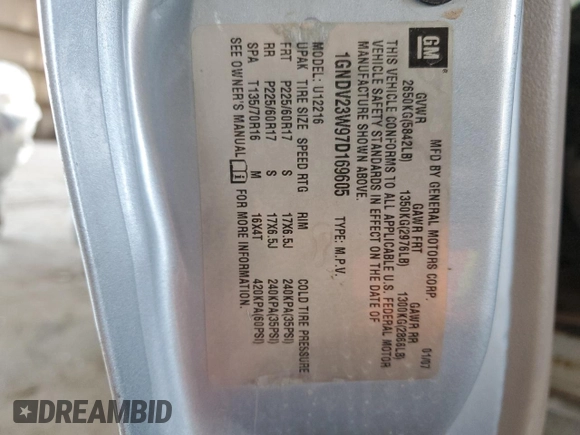 GM ®
MFD BY GENERAL MOTORS CORP. 01/07
GVWR GAWR FRT GAWR RR
2650KG(5842LB) 1350KG(2976LB) 1300KG(2866LB)
THIS VEHICLE CONFORMS TO ALL APPLICABLE U.S. FEDERAL MOTOR
VEHICLE SAFETY STANDARDS IN EFFECT ON THE DATE OF
MANUFACTURE SHOWN ABOVE.
1GNDV23W97D169605 TYPE: M.P.V.
MODEL: U12216
UPAK TIRE SIZE SPEED RTG RIM COLD TIRE PRESSURE
FRT P225/60R17 S 17X6.5J 240KPA(35PSI)
RR P225/60R17 S 17X6.5J 240KPA(35PSI)
SPA T135/70R16 M 16X4T 420KPA(60PSI)
SEE OWNER'S MANUAL FOR MORE INFORMATION.
DREAMBID